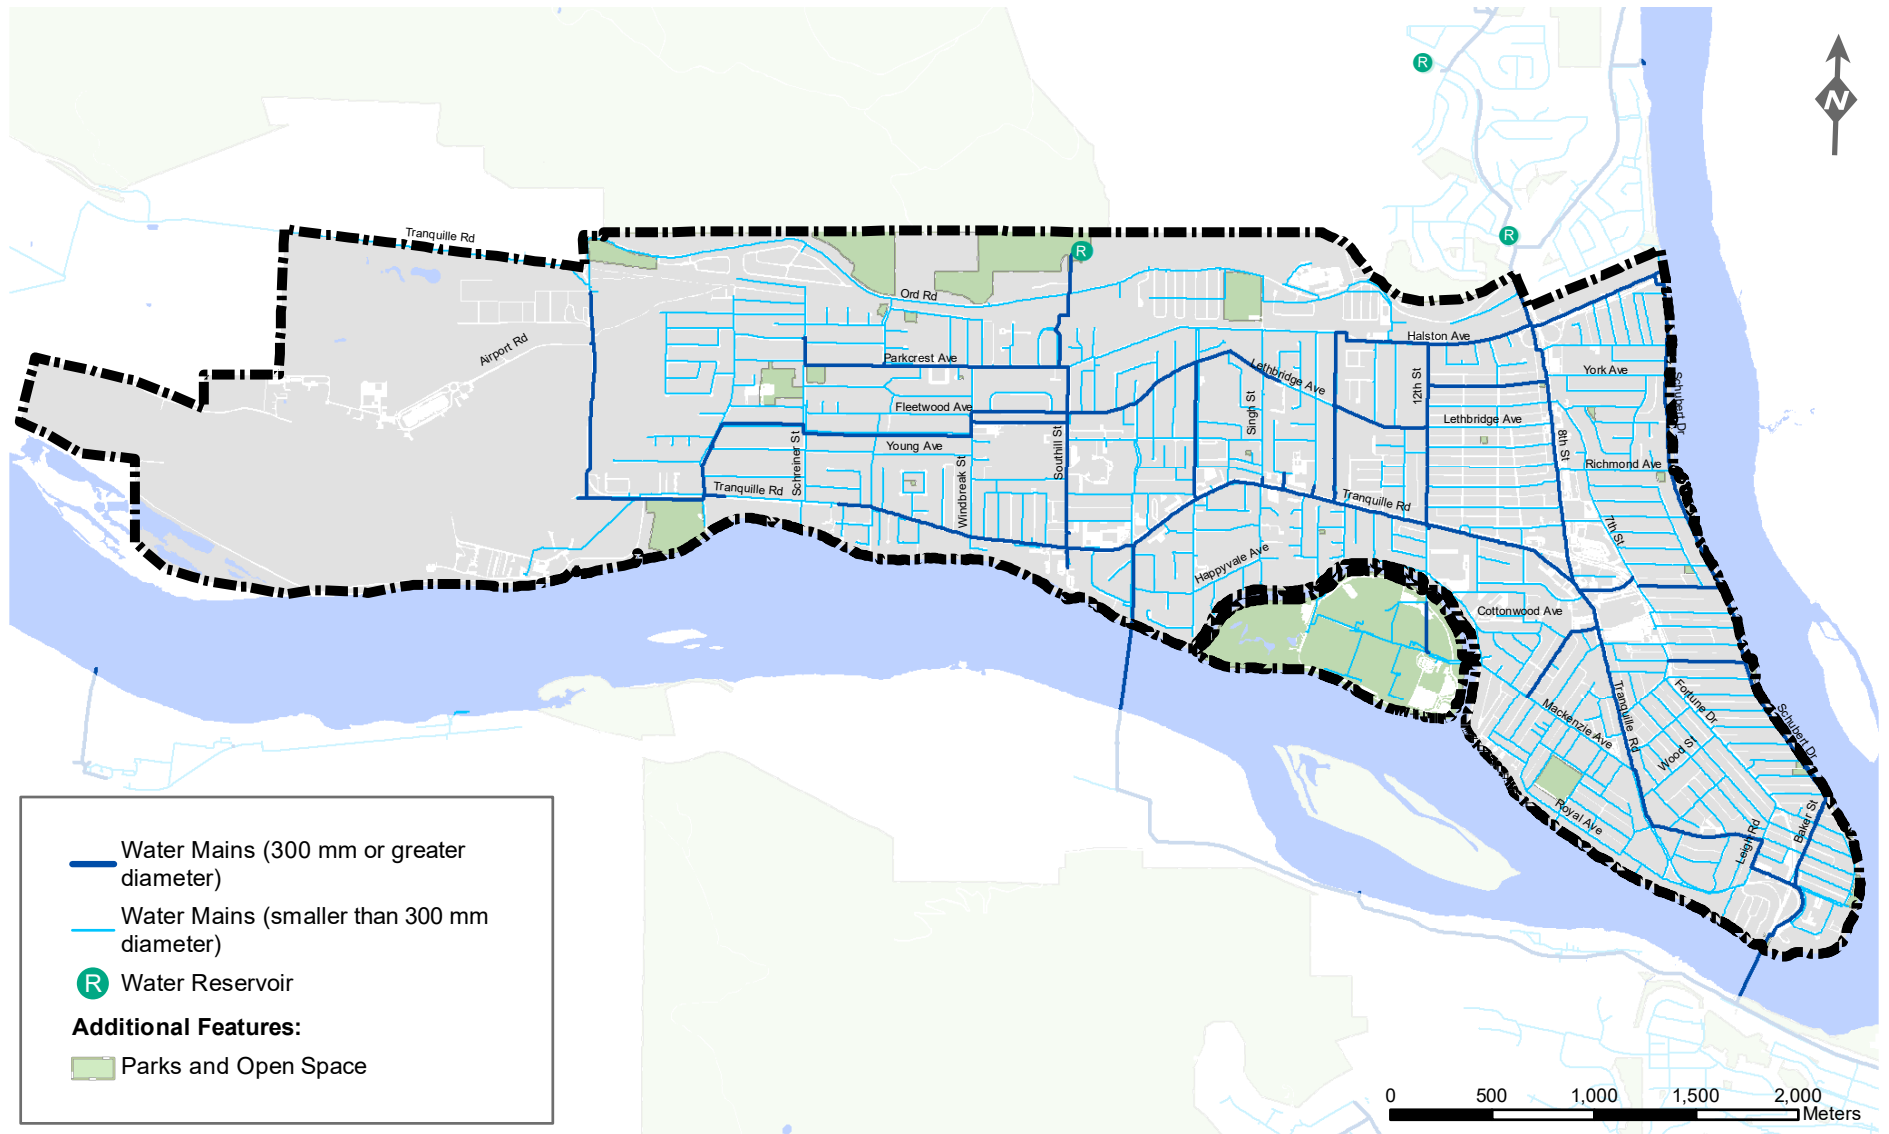 R
N
R
Tranquille Rd
R
Ord Rd
Halston Ave
Airport Rd
Parkcrest Ave
Lethbridge Ave
York Ave
12th St
Schubert Dr
Fleetwood Ave
Singh St
Lethbridge Ave
Young Ave
Schreiner St
Southill St
8th St
Richmond Ave
Windbreak St
Tranquille Rd
Tranquille Rd
7th St
Happyvale Ave
Cottonwood Ave
Fortune Dr
Tranquille Rd
Mackenzie Ave
Schubert Dr
Wood St
Royal Ave
Leigh Rd
Baker St
Water Mains (300 mm or greater
diameter)
Water Mains (smaller than 300 mm
diameter)
R Water Reservoir
Additional Features:
Parks and Open Space
0 500 1,000 1,500 2,000
Meters